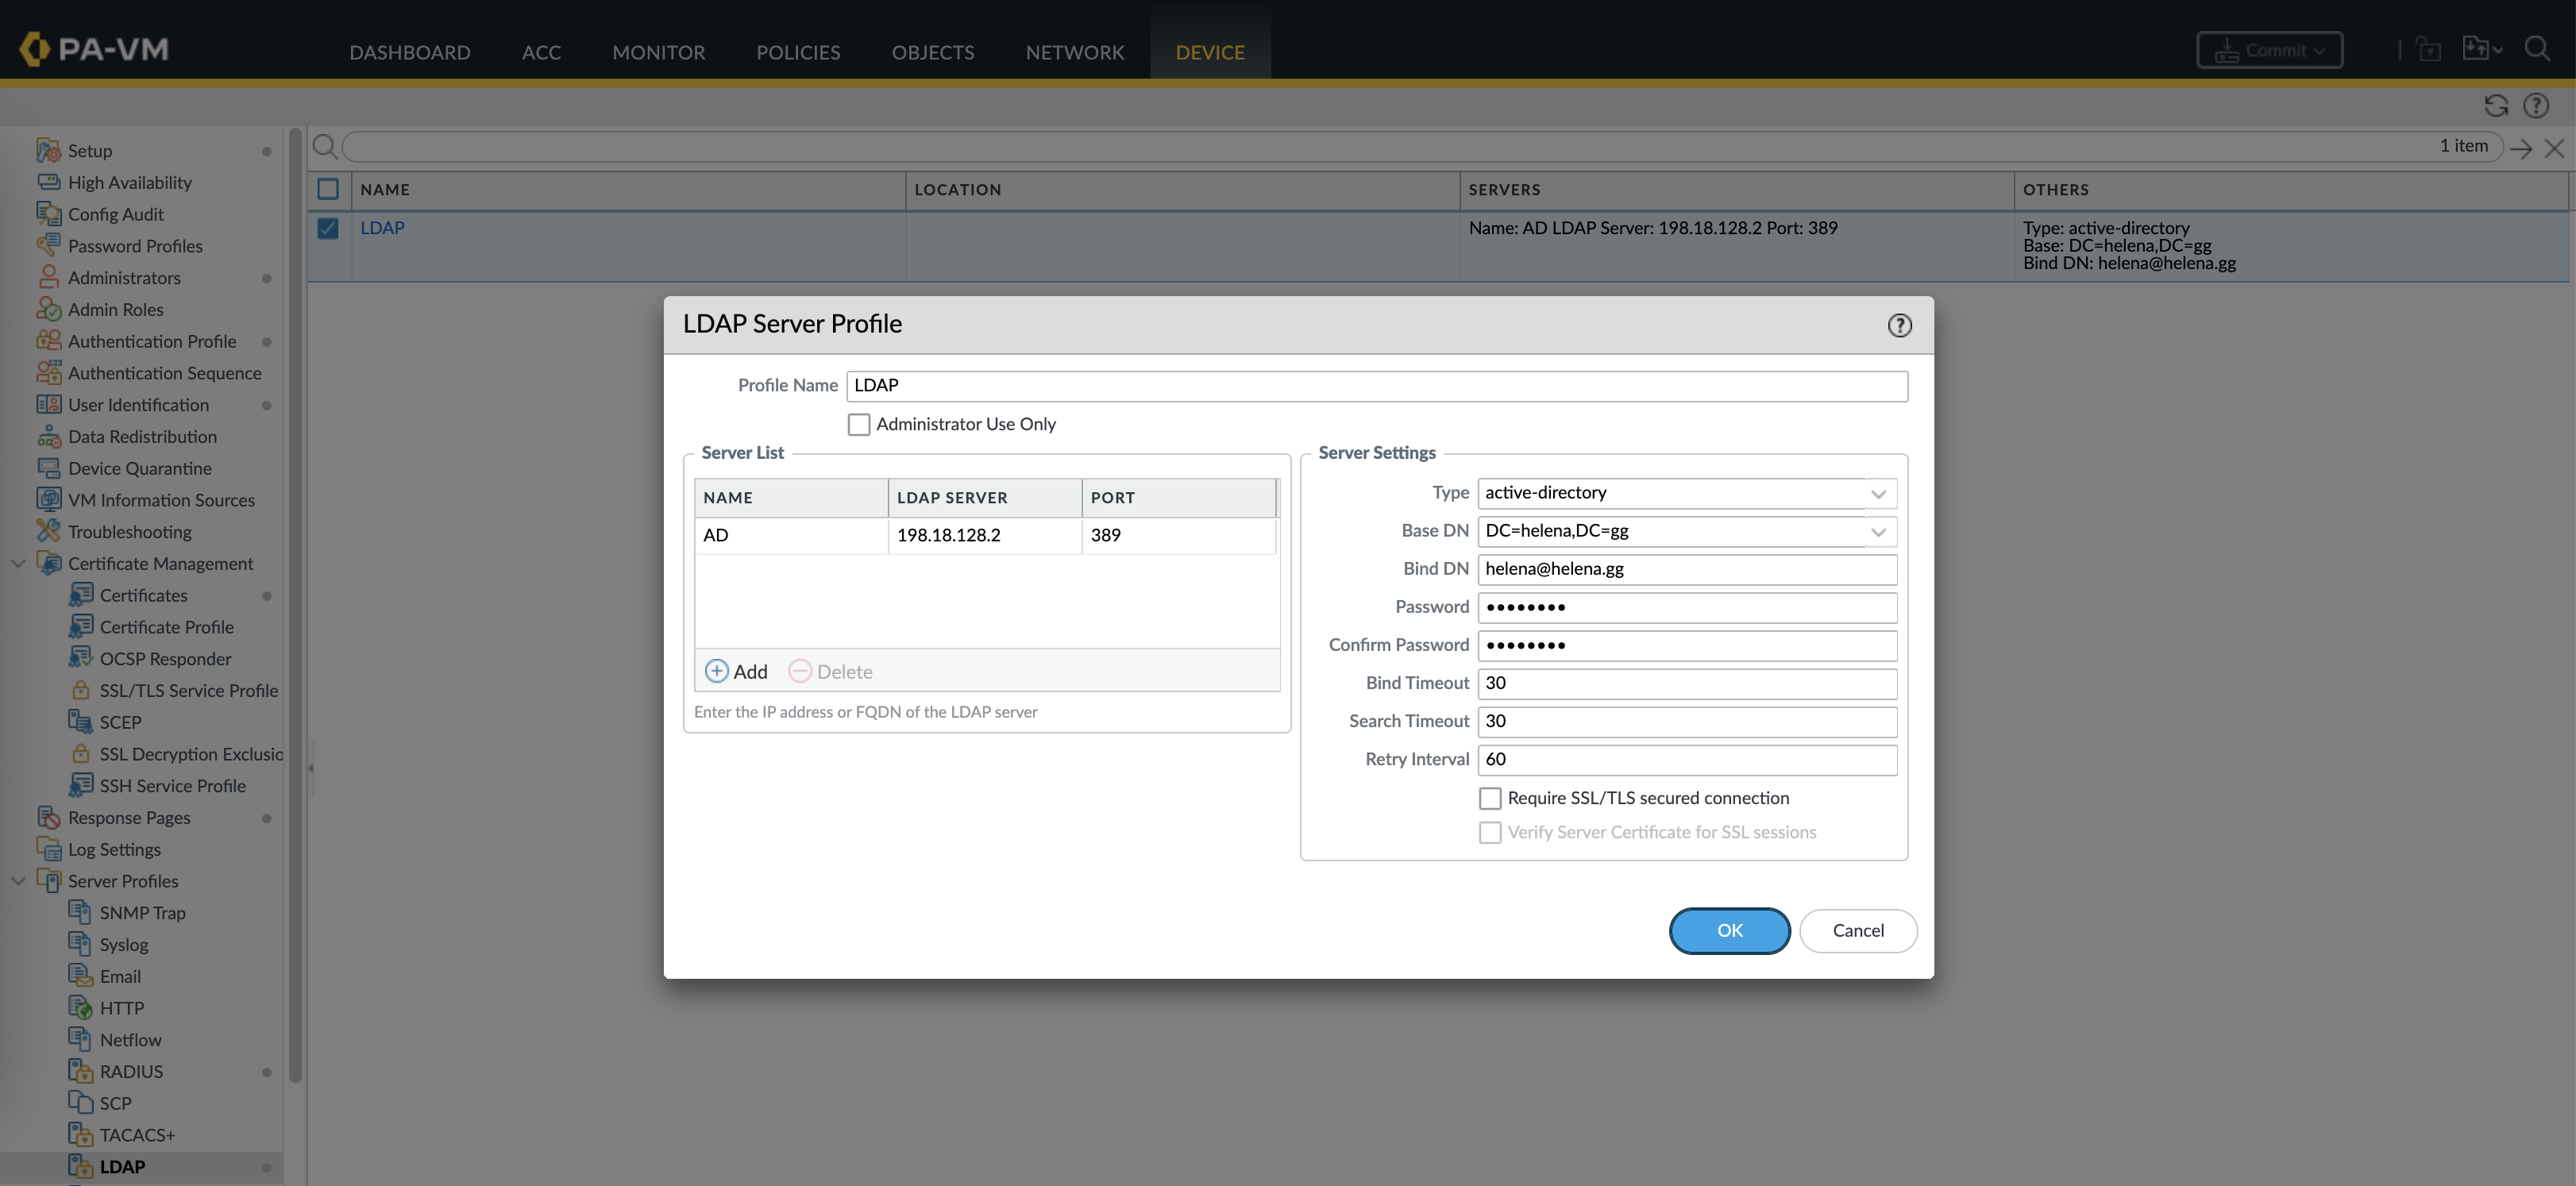 PA-VM
DASHBOARD ACC MONITOR POLICIES OBJECTS NETWORK DEVICE
Commit
1 item
Setup
High Availability
Config Audit
Password Profiles
Administrators
Admin Roles
Authentication Profile
Authentication Sequence
User Identification
Data Redistribution
Device Quarantine
VM Information Sources
Troubleshooting
Certificate Management
Certificates
Certificate Profile
OCSP Responder
SSL/TLS Service Profile
SCEP
SSL Decryption Exclusio
SSH Service Profile
Response Pages
Log Settings
Server Profiles
SNMP Trap
Syslog
Email
HTTP
Netflow
RADIUS
SCP
TACACS+
LDAP
NAME LOCATION SERVERS OTHERS
LDAP Name: AD LDAP Server: 198.18.128.2 Port: 389 Type: active-directory
Base: DC=helena,DC=gg
Bind DN: helena@helena.gg
LDAP Server Profile
Profile Name LDAP
Administrator Use Only
Server List
NAME LDAP SERVER PORT
AD 198.18.128.2 389
Add Delete
Enter the IP address or FQDN of the LDAP server
Server Settings
Type active-directory
Base DN DC=helena,DC=gg
Bind DN helena@helena.gg
Password ••••••••
Confirm Password ••••••••
Bind Timeout 30
Search Timeout 30
Retry Interval 60
Require SSL/TLS secured connection
Verify Server Certificate for SSL sessions
OK Cancel